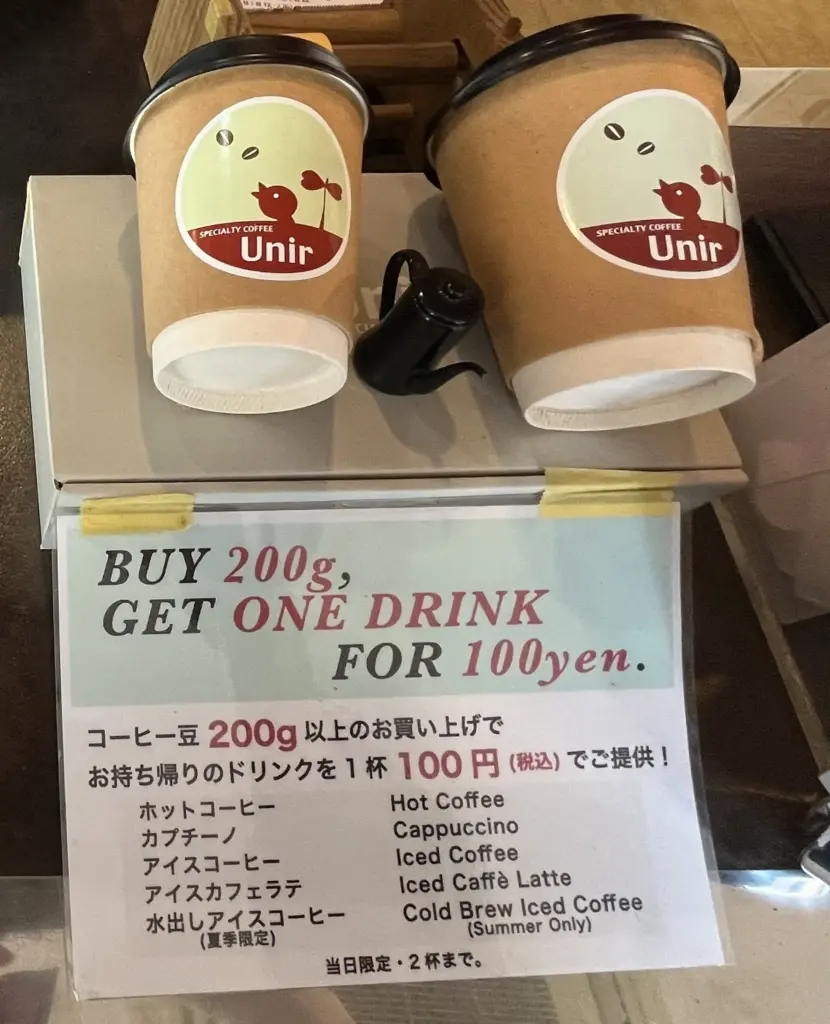 SPECIALTY COFFEE
Unir
SPECIALTY COFFEE
Unir
BUY 200g,
GET ONE DRINK
FOR 100yen.
コーヒー豆 200g 以上のお買い上げで
お持ち帰りのドリンクを1杯 100円 (税込) でご提供！
ホットコーヒー Hot Coffee
カプチーノ Cappuccino
アイスコーヒー Iced Coffee
アイスカフェラテ Iced Caffè Latte
水出しアイスコーヒー Cold Brew Iced Coffee
(夏季限定) (Summer Only)
当日限定・2杯まで。